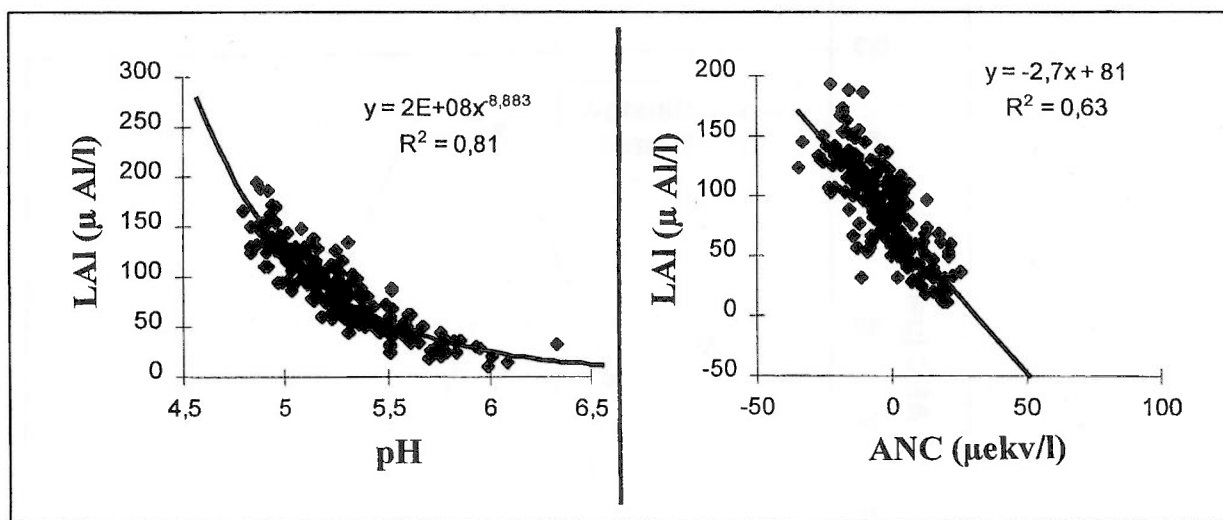 300
250
200
150
100
50
0
4,5
5
5,5
6
6,5
LAl (µ Al/l)
pH
y = 2E+08x^-8,883
R² = 0,81
200
150
100
50
0
-50
-50
0
50
100
LAl (µ Al/l)
ANC (µekv/l)
y = -2,7x + 81
R² = 0,63